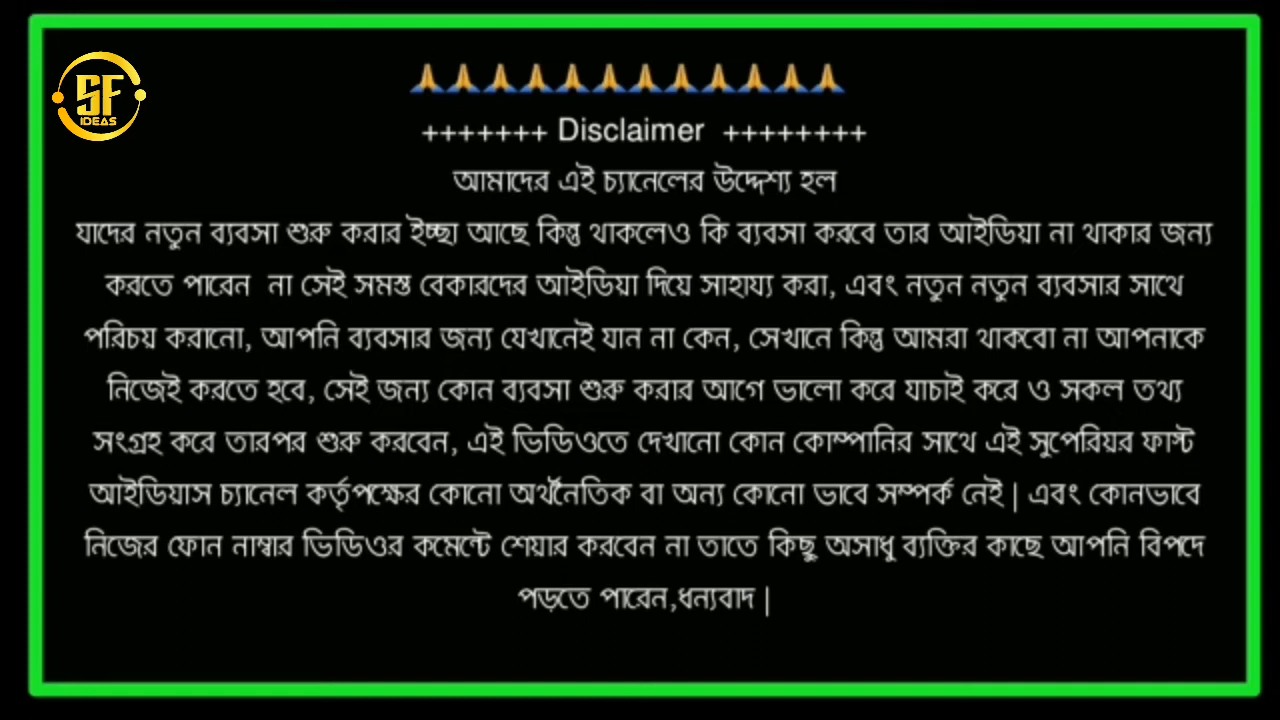 SF
IDEAS
🙏🙏🙏🙏🙏🙏🙏🙏🙏🙏🙏🙏
+++++++ Disclaimer ++++++++
আমাদের এই চ্যানেলের উদ্দেশ্য হল
যাদের নতুন ব্যবসা শুরু করার ইচ্ছা আছে কিন্তু থাকলেও কি ব্যবসা করবে তার আইডিয়া না থাকার জন্য
করতে পারেন না সেই সমস্ত বেকারদের আইডিয়া দিয়ে সাহায্য করা, এবং নতুন নতুন ব্যবসার সাথে
পরিচয় করানো, আপনি ব্যবসার জন্য যেখানেই যান না কেন, সেখানে কিন্তু আমরা থাকবো না আপনাকে
নিজেই করতে হবে, সেই জন্য কোন ব্যবসা শুরু করার আগে ভালো করে যাচাই করে ও সকল তথ্য
সংগ্রহ করে তারপর শুরু করবেন, এই ভিডিওতে দেখানো কোন কোম্পানির সাথে এই সুপেরিয়র ফাস্ট
আইডিয়াস চ্যানেল কর্তৃপক্ষের কোনো অর্থনৈতিক বা অন্য কোনো ভাবে সম্পর্ক নেই | এবং কোনভাবে
নিজের ফোন নাম্বার ভিডিওর কমেন্টে শেয়ার করবেন না তাতে কিছু অসাধু ব্যক্তির কাছে আপনি বিপদে
পড়তে পারেন,ধন্যবাদ |